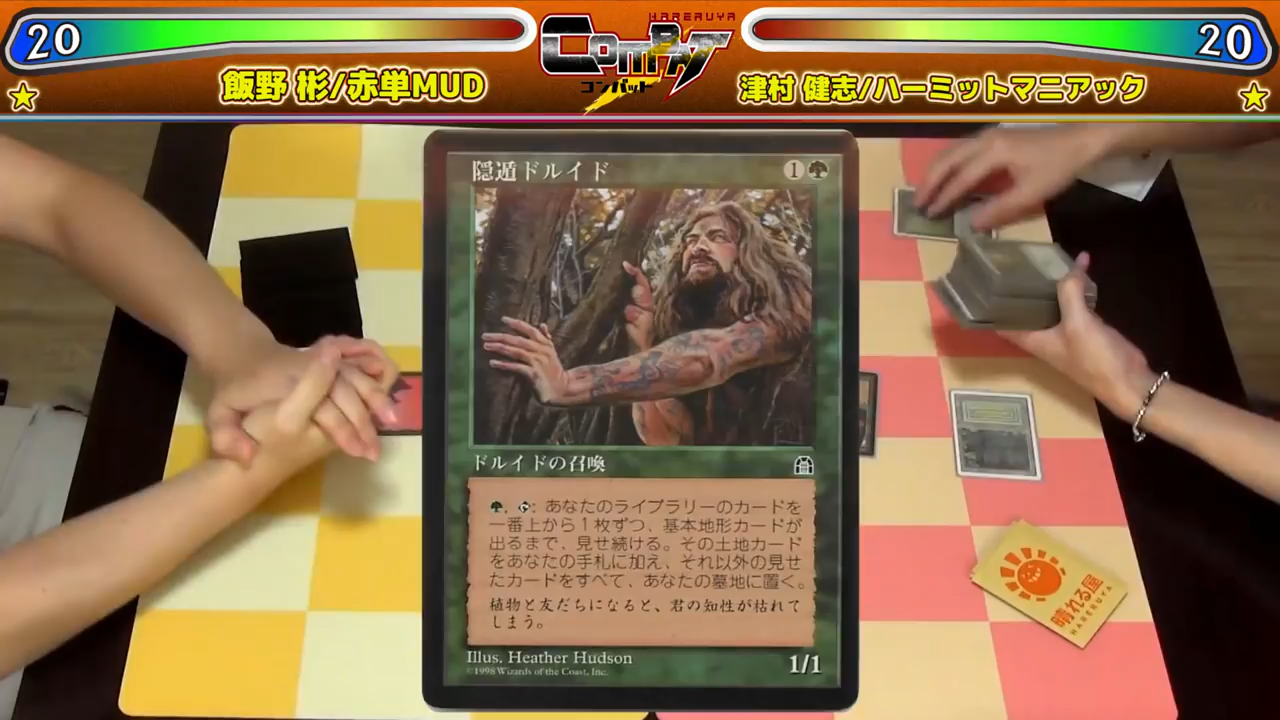 20
HARERUYA
COMBAT
コンバット
20
飯野 彬/赤単MUD
津村 健志/ハーミットマニアック
隠遁ドルイド
1
ドルイドの召喚
: あなたのライブラリーのカードを
一番上から1枚ずつ、基本地形カードが
出るまで、見せ続ける。その土地カード
をあなたの手札に加え、それ以外の見せ
たカードをすべて、あなたの墓地に置く。
植物と友だちになると、君の知性が枯れて
しまう。
Illus. Heather Hudson
©1998 Wizards of the Coast, Inc.
1/1
晴れる屋
HARERUYA